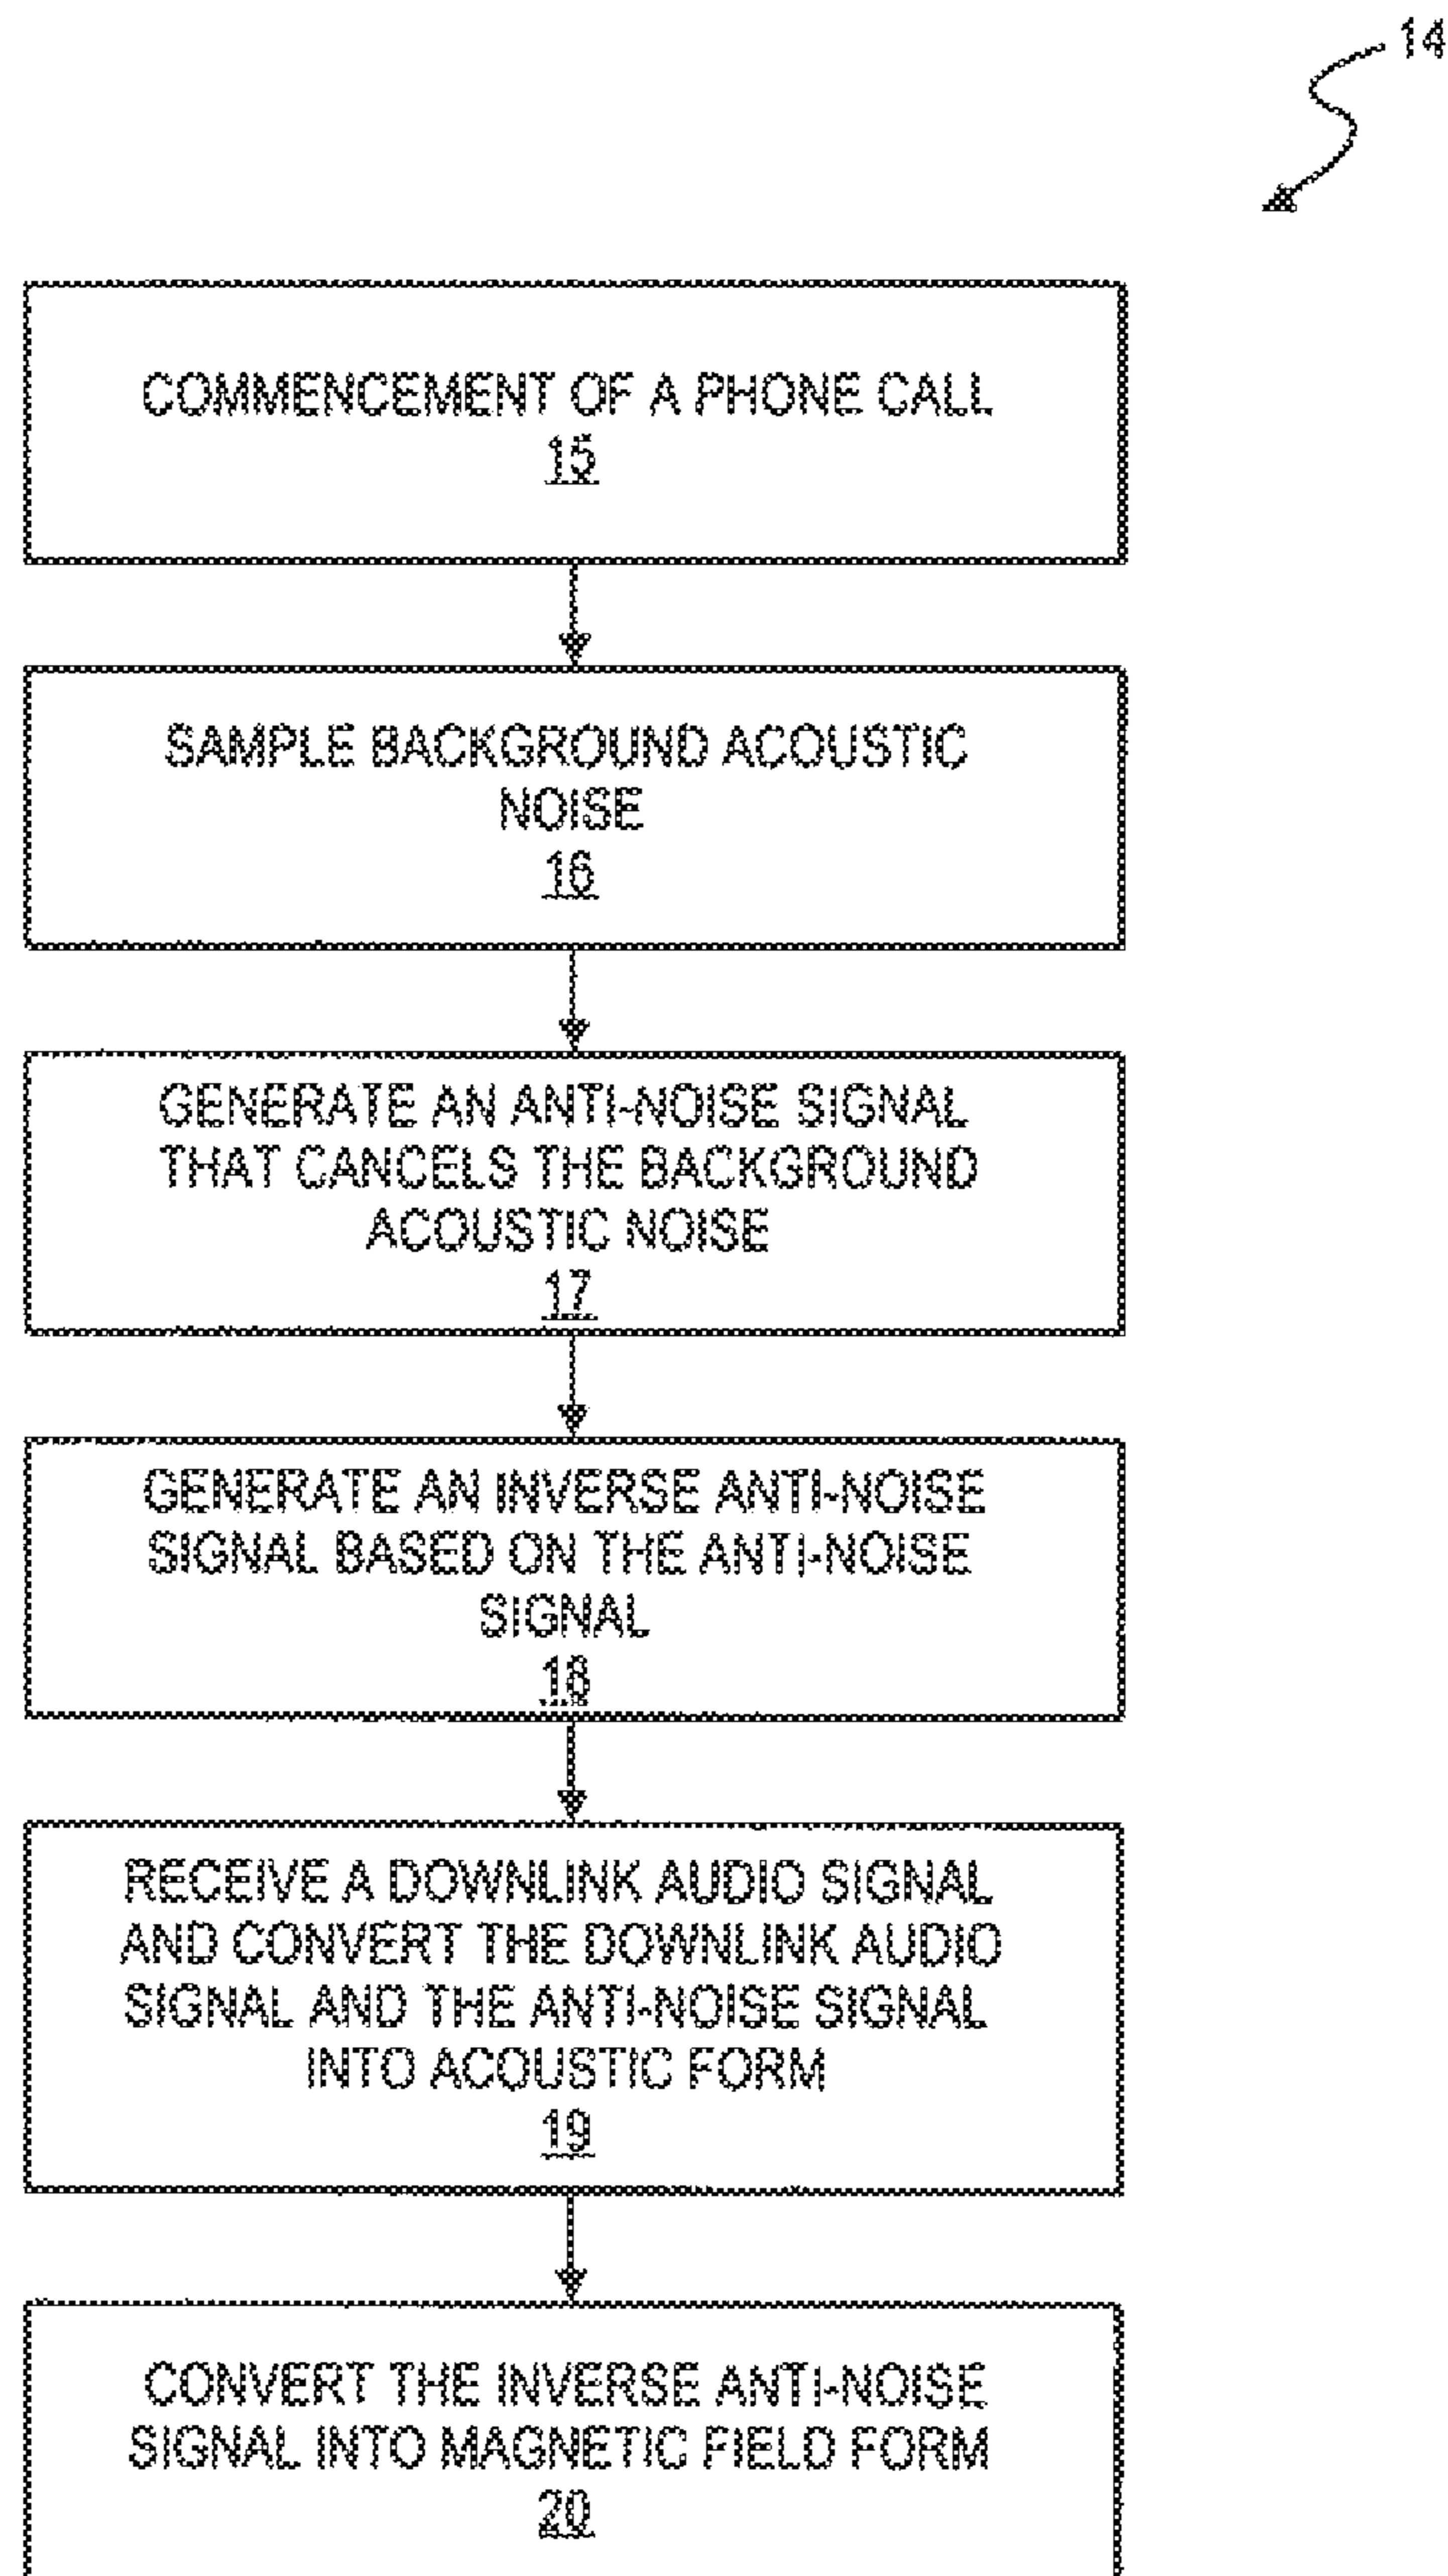 14
COMMENCEMENT OF A PHONE CALL
15
SAMPLE BACKGROUND ACOUSTIC
NOISE
16
GENERATE AN ANTI-NOISE SIGNAL
THAT CANCELS THE BACKGROUND
ACOUSTIC NOISE
17
GENERATE AN INVERSE ANTI-NOISE
SIGNAL BASED ON THE ANTI-NOISE
SIGNAL
18
RECEIVE A DOWNLINK AUDIO SIGNAL
AND CONVERT THE DOWNLINK AUDIO
SIGNAL AND THE ANTI-NOISE SIGNAL
INTO ACOUSTIC FORM
19
CONVERT THE INVERSE ANTI-NOISE
SIGNAL INTO MAGNETIC FIELD FORM
20